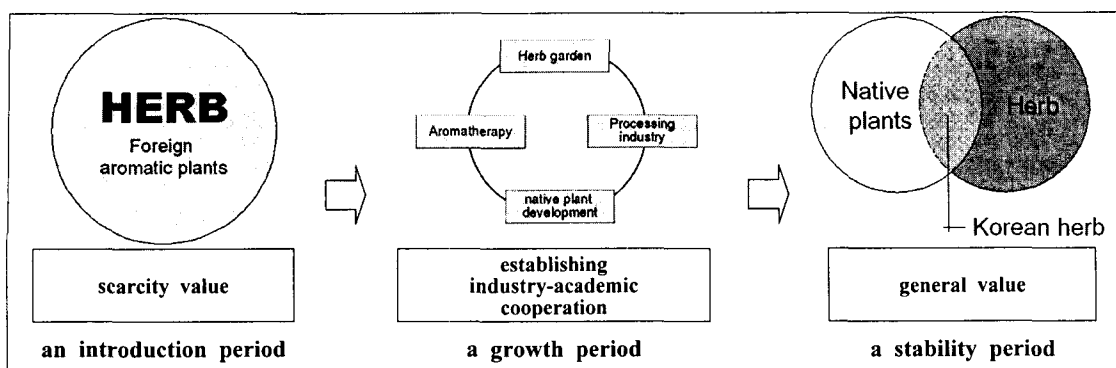 HERB
Foreign
aromatic plants
scarcity value
an introduction period
Herb garden
Aromatherapy
Processing
industry
native plant
development
establishing
industry-academic
cooperation
a growth period
Native
plants
Herb
Korean herb
general value
a stability period